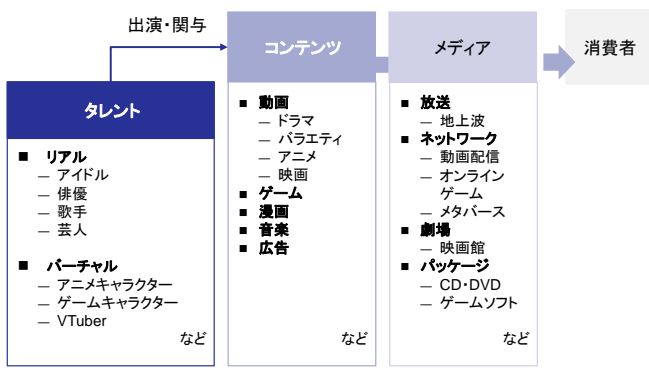 出演・関与
タレント
■ リアル
― アイドル
― 俳優
― 歌手
― 芸人
■ バーチャル
― アニメキャラクター
― ゲームキャラクター
― VTuber
など
コンテンツ
■ 動画
― ドラマ
― バラエティ
― アニメ
― 映画
■ ゲーム
■ 漫画
■ 音楽
■ 広告
など
メディア
■ 放送
― 地上波
■ ネットワーク
― 動画配信
― オンライン
ゲーム
― メタバース
■ 劇場
― 映画館
■ パッケージ
― CD・DVD
― ゲームソフト
など
消費者